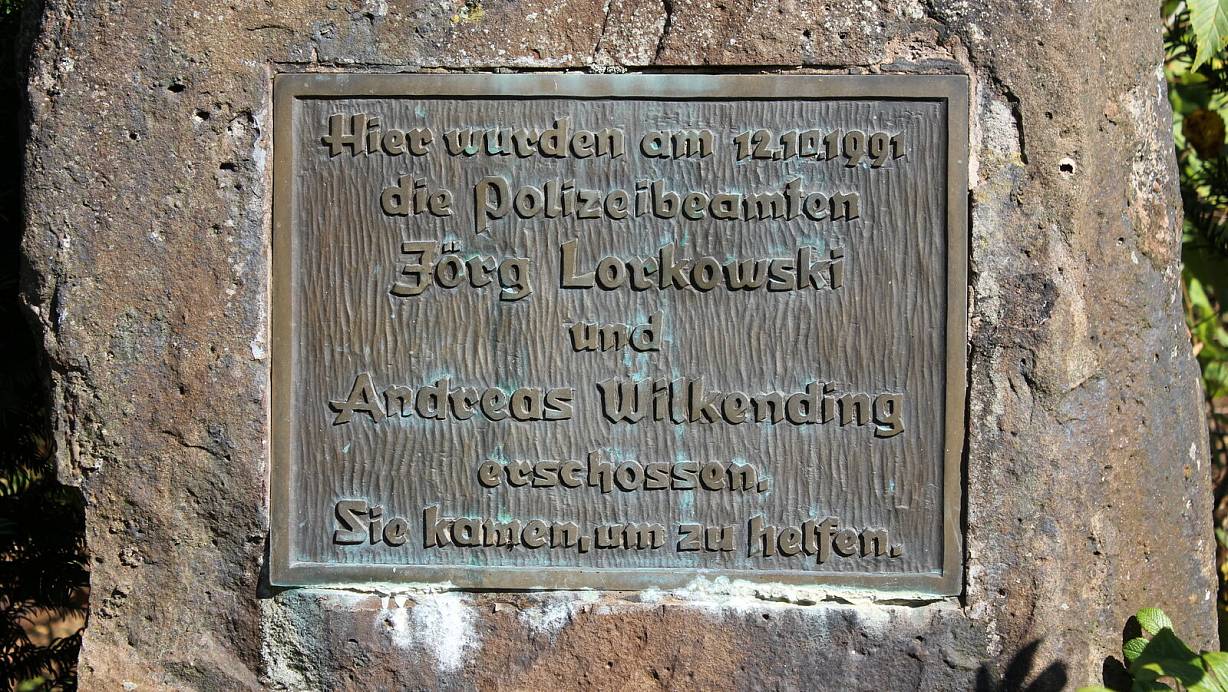 Hier wurden am 12.10.1991
die Polizeibeamten
Jörg Lorkowski
und
Andreas Wilkending
erschossen.
Sie kamen, um zu helfen.